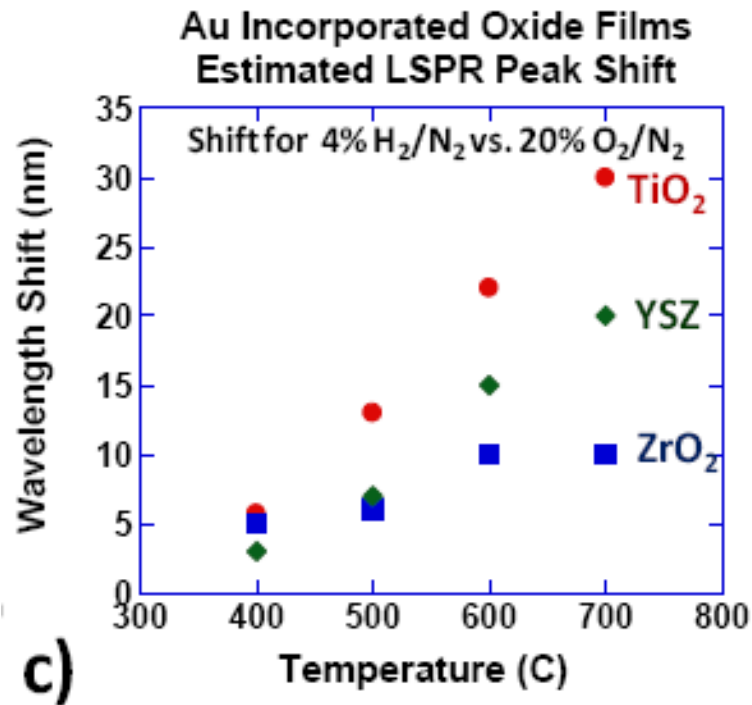 Au Incorporated Oxide Films
Estimated LSPR Peak Shift
Shift for 4% H₂/N₂ vs. 20% O₂/N₂
Wavelength Shift (nm)
35
30
25
20
15
10
5
0
TiO₂
YSZ
ZrO₂
300 400 500 600 700 800
Temperature (C)
c)